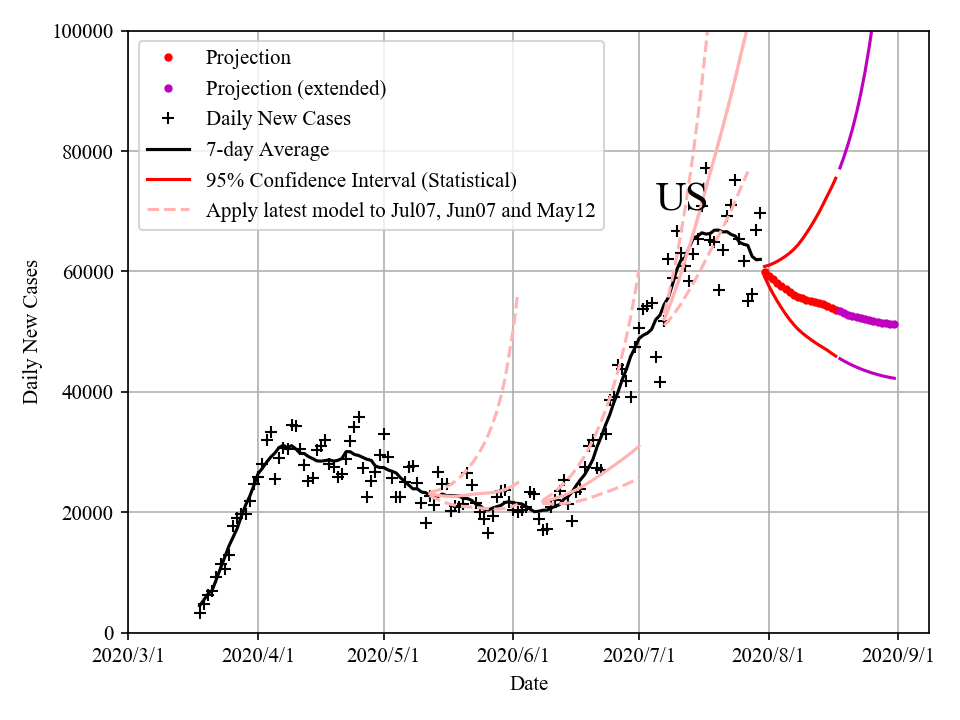 100000
80000
60000
40000
20000
0
Daily New Cases
Projection
Projection (extended)
Daily New Cases
7-day Average
95% Confidence Interval (Statistical)
Apply latest model to Jul07, Jun07 and May12
US
2020/3/1 2020/4/1 2020/5/1 2020/6/1 2020/7/1 2020/8/1 2020/9/1
Date